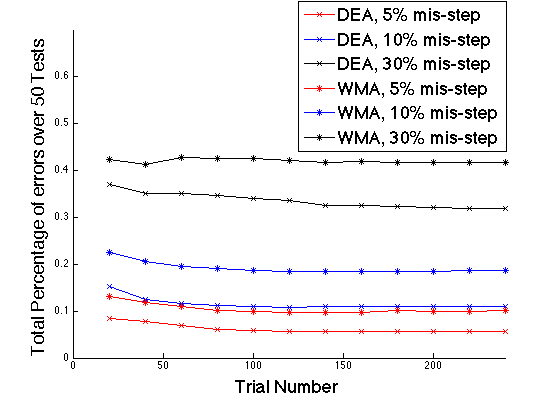 DEA, 5% mis-step
DEA, 10% mis-step
DEA, 30% mis-step
WMA, 5% mis-step
WMA, 10% mis-step
WMA, 30% mis-step
Total Percentage of errors over 50 Tests
0.6
0.5
0.4
0.3
0.2
0.1
0
0
50
100
150
200
Trial Number